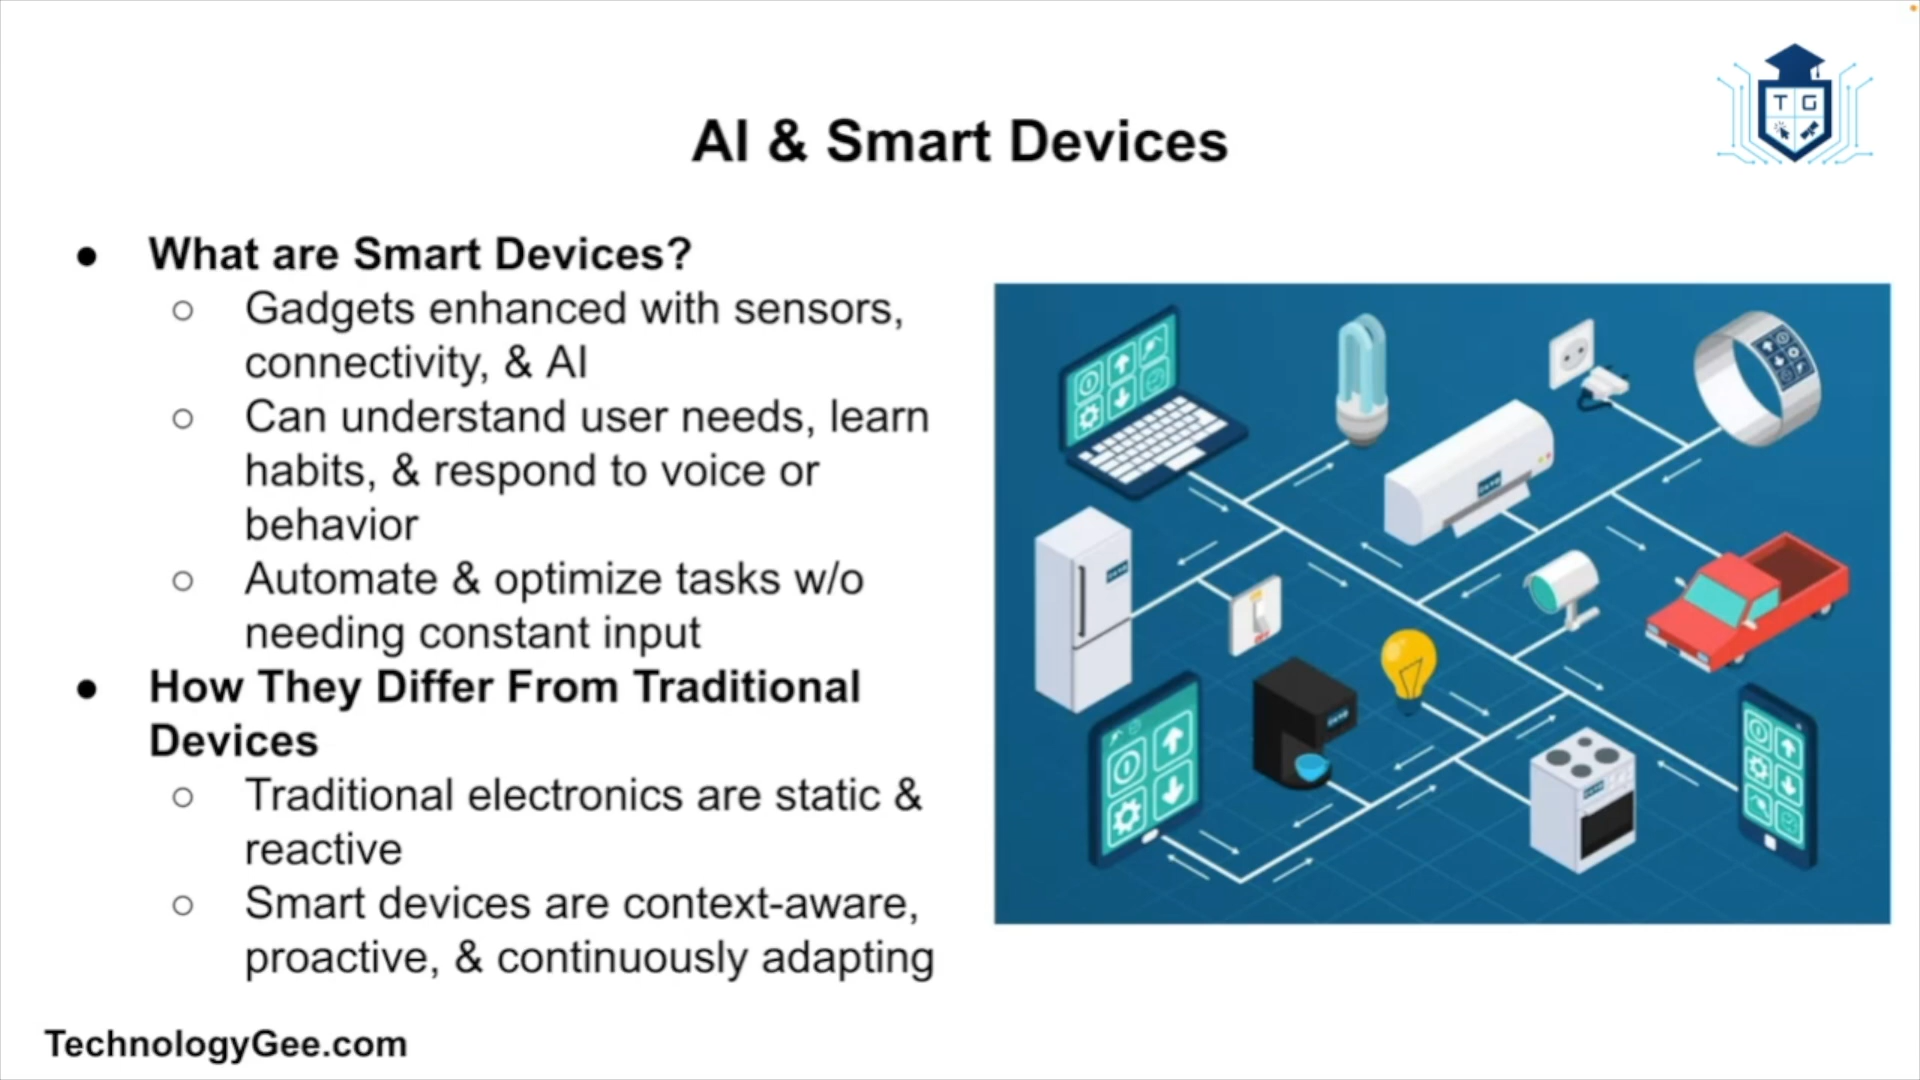 T G
AI & Smart Devices
● What are Smart Devices?
○ Gadgets enhanced with sensors,
connectivity, & AI
○ Can understand user needs, learn
habits, & respond to voice or
behavior
○ Automate & optimize tasks w/o
needing constant input
● How They Differ From Traditional
Devices
○ Traditional electronics are static &
reactive
○ Smart devices are context-aware,
proactive, & continuously adapting
TechnologyGee.com